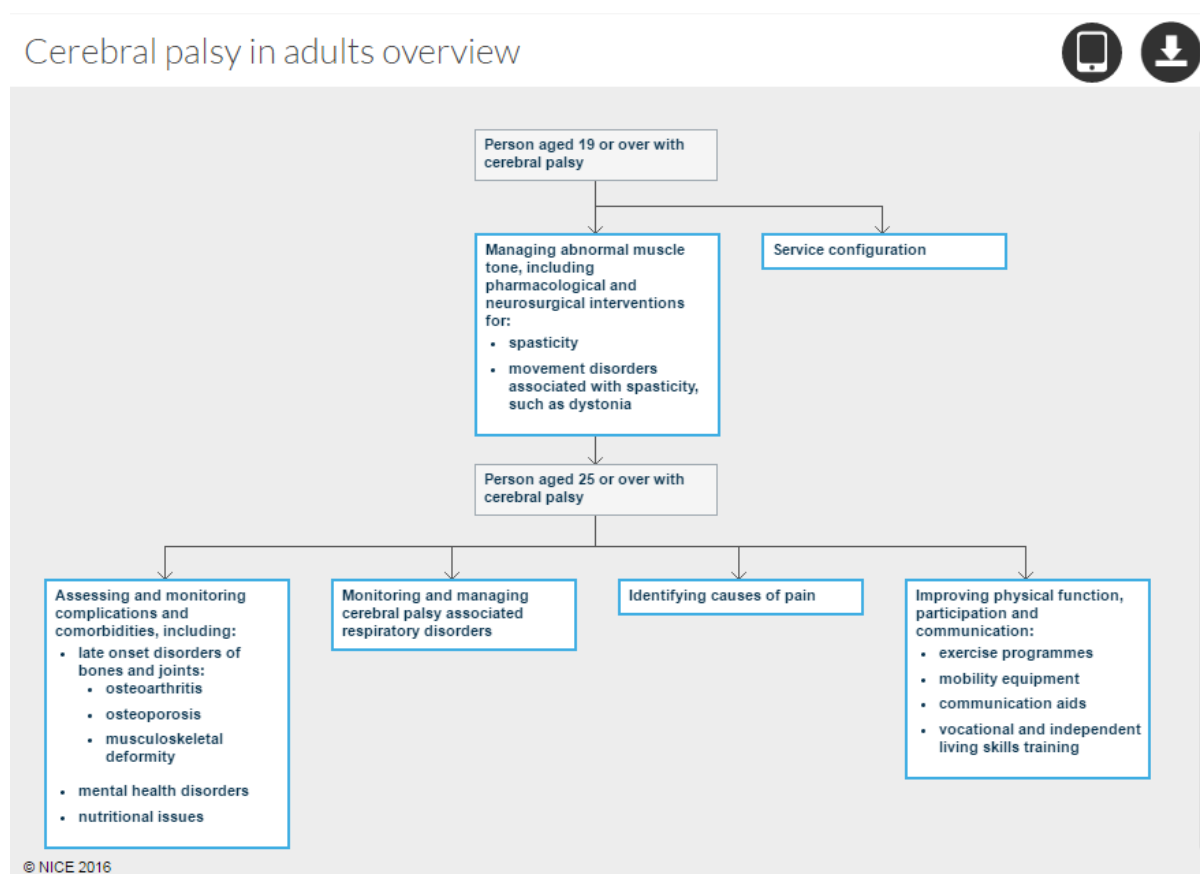 Cerebral palsy in adults overview
Person aged 19 or over with
cerebral palsy
Managing abnormal muscle
tone, including
pharmacological and
neurosurgical interventions
for:
• spasticity
• movement disorders
associated with spasticity,
such as dystonia
Service configuration
Person aged 25 or over with
cerebral palsy
Assessing and monitoring
complications and
comorbidities, including:
• late onset disorders of
bones and joints:
• osteoarthritis
• osteoporosis
• musculoskeletal
deformity
• mental health disorders
• nutritional issues
Monitoring and managing
cerebral palsy associated
respiratory disorders
Identifying causes of pain
Improving physical function,
participation and
communication:
• exercise programmes
• mobility equipment
• communication aids
• vocational and independent
living skills training
© NICE 2016